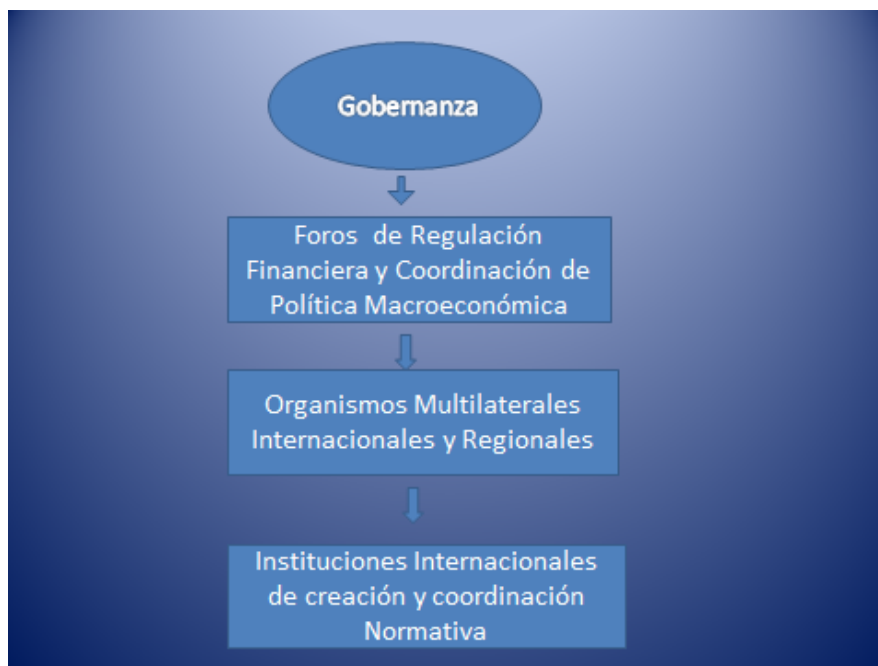 Gobernanza
Foros de Regulación
Financiera y Coordinación de
Política Macroeconómica
Organismos Multilaterales
Internacionales y Regionales
Instituciones Internacionales
de creación y coordinación
Normativa